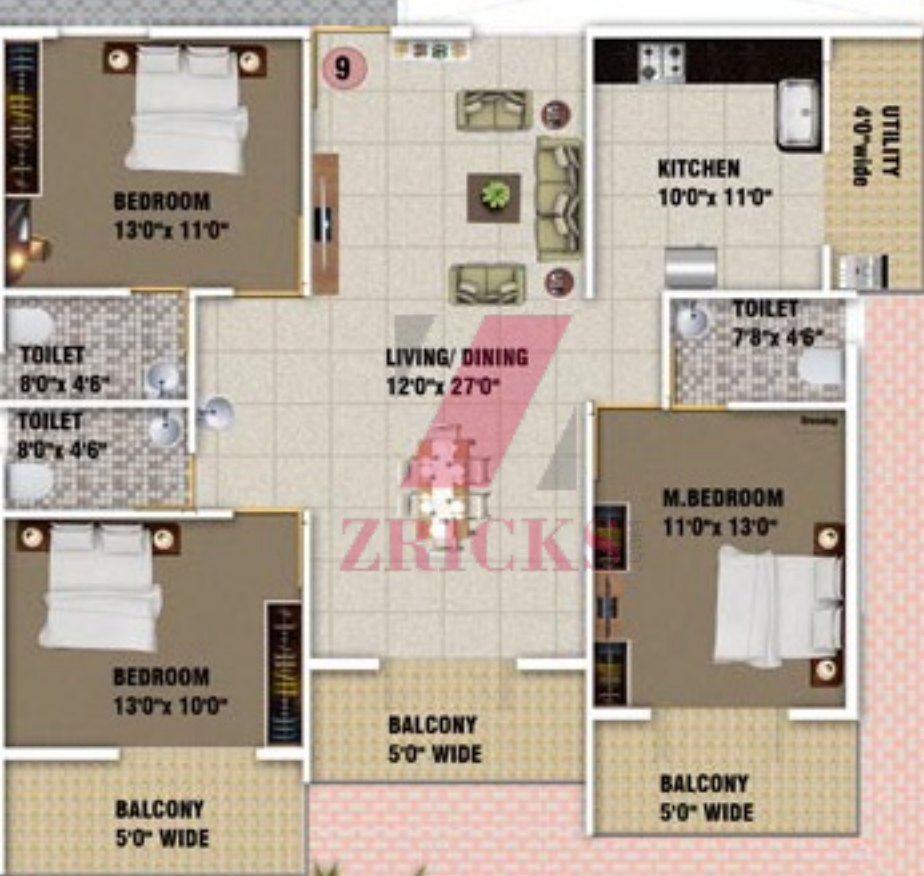 9
BEDROOM
13'0"x 11'0"
KITCHEN
10'0"x 11'0"
UTILITY
4'0"wide
TOILET
8'0"x 4'6"
LIVING/ DINING
12'0"x 27'0"
TOILET
7'8"x 4'6"
TOILET
8'0"x 4'6"
M.BEDROOM
11'0"x 13'0"
ZRICKS
BEDROOM
13'0"x 10'0"
BALCONY
5'0" WIDE
BALCONY
5'0" WIDE
BALCONY
5'0" WIDE